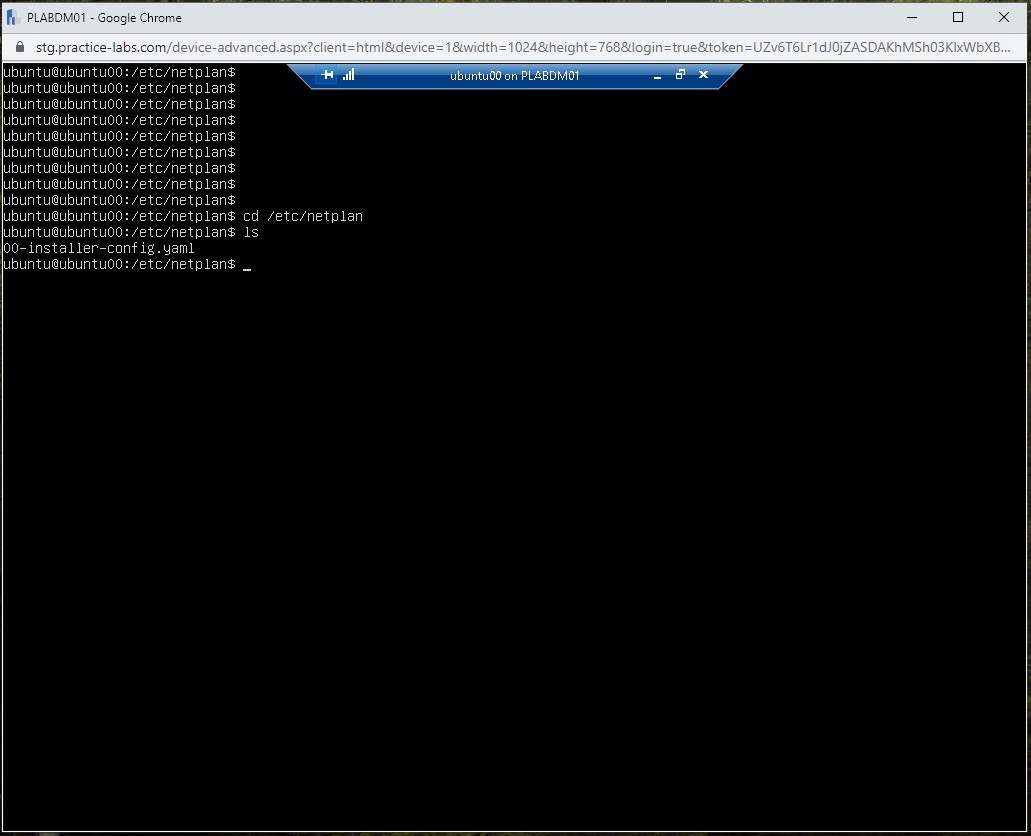 PLABDM01 - Google Chrome
stg.practice-labs.com/device-advanced.aspx?client=html&device=1&width=1024&height=768&login=true&token=UZv6T6Lr1dJ0jZASDAKhMSh03KlxWbXB...
ubuntu00 on PLABDM01
ubuntu@ubuntu00:/etc/netplan$
ubuntu@ubuntu00:/etc/netplan$
ubuntu@ubuntu00:/etc/netplan$
ubuntu@ubuntu00:/etc/netplan$
ubuntu@ubuntu00:/etc/netplan$
ubuntu@ubuntu00:/etc/netplan$
ubuntu@ubuntu00:/etc/netplan$
ubuntu@ubuntu00:/etc/netplan$
ubuntu@ubuntu00:/etc/netplan$
ubuntu@ubuntu00:/etc/netplan$ cd /etc/netplan
ubuntu@ubuntu00:/etc/netplan$ ls
00-installer-config.yaml
ubuntu@ubuntu00:/etc/netplan$ _